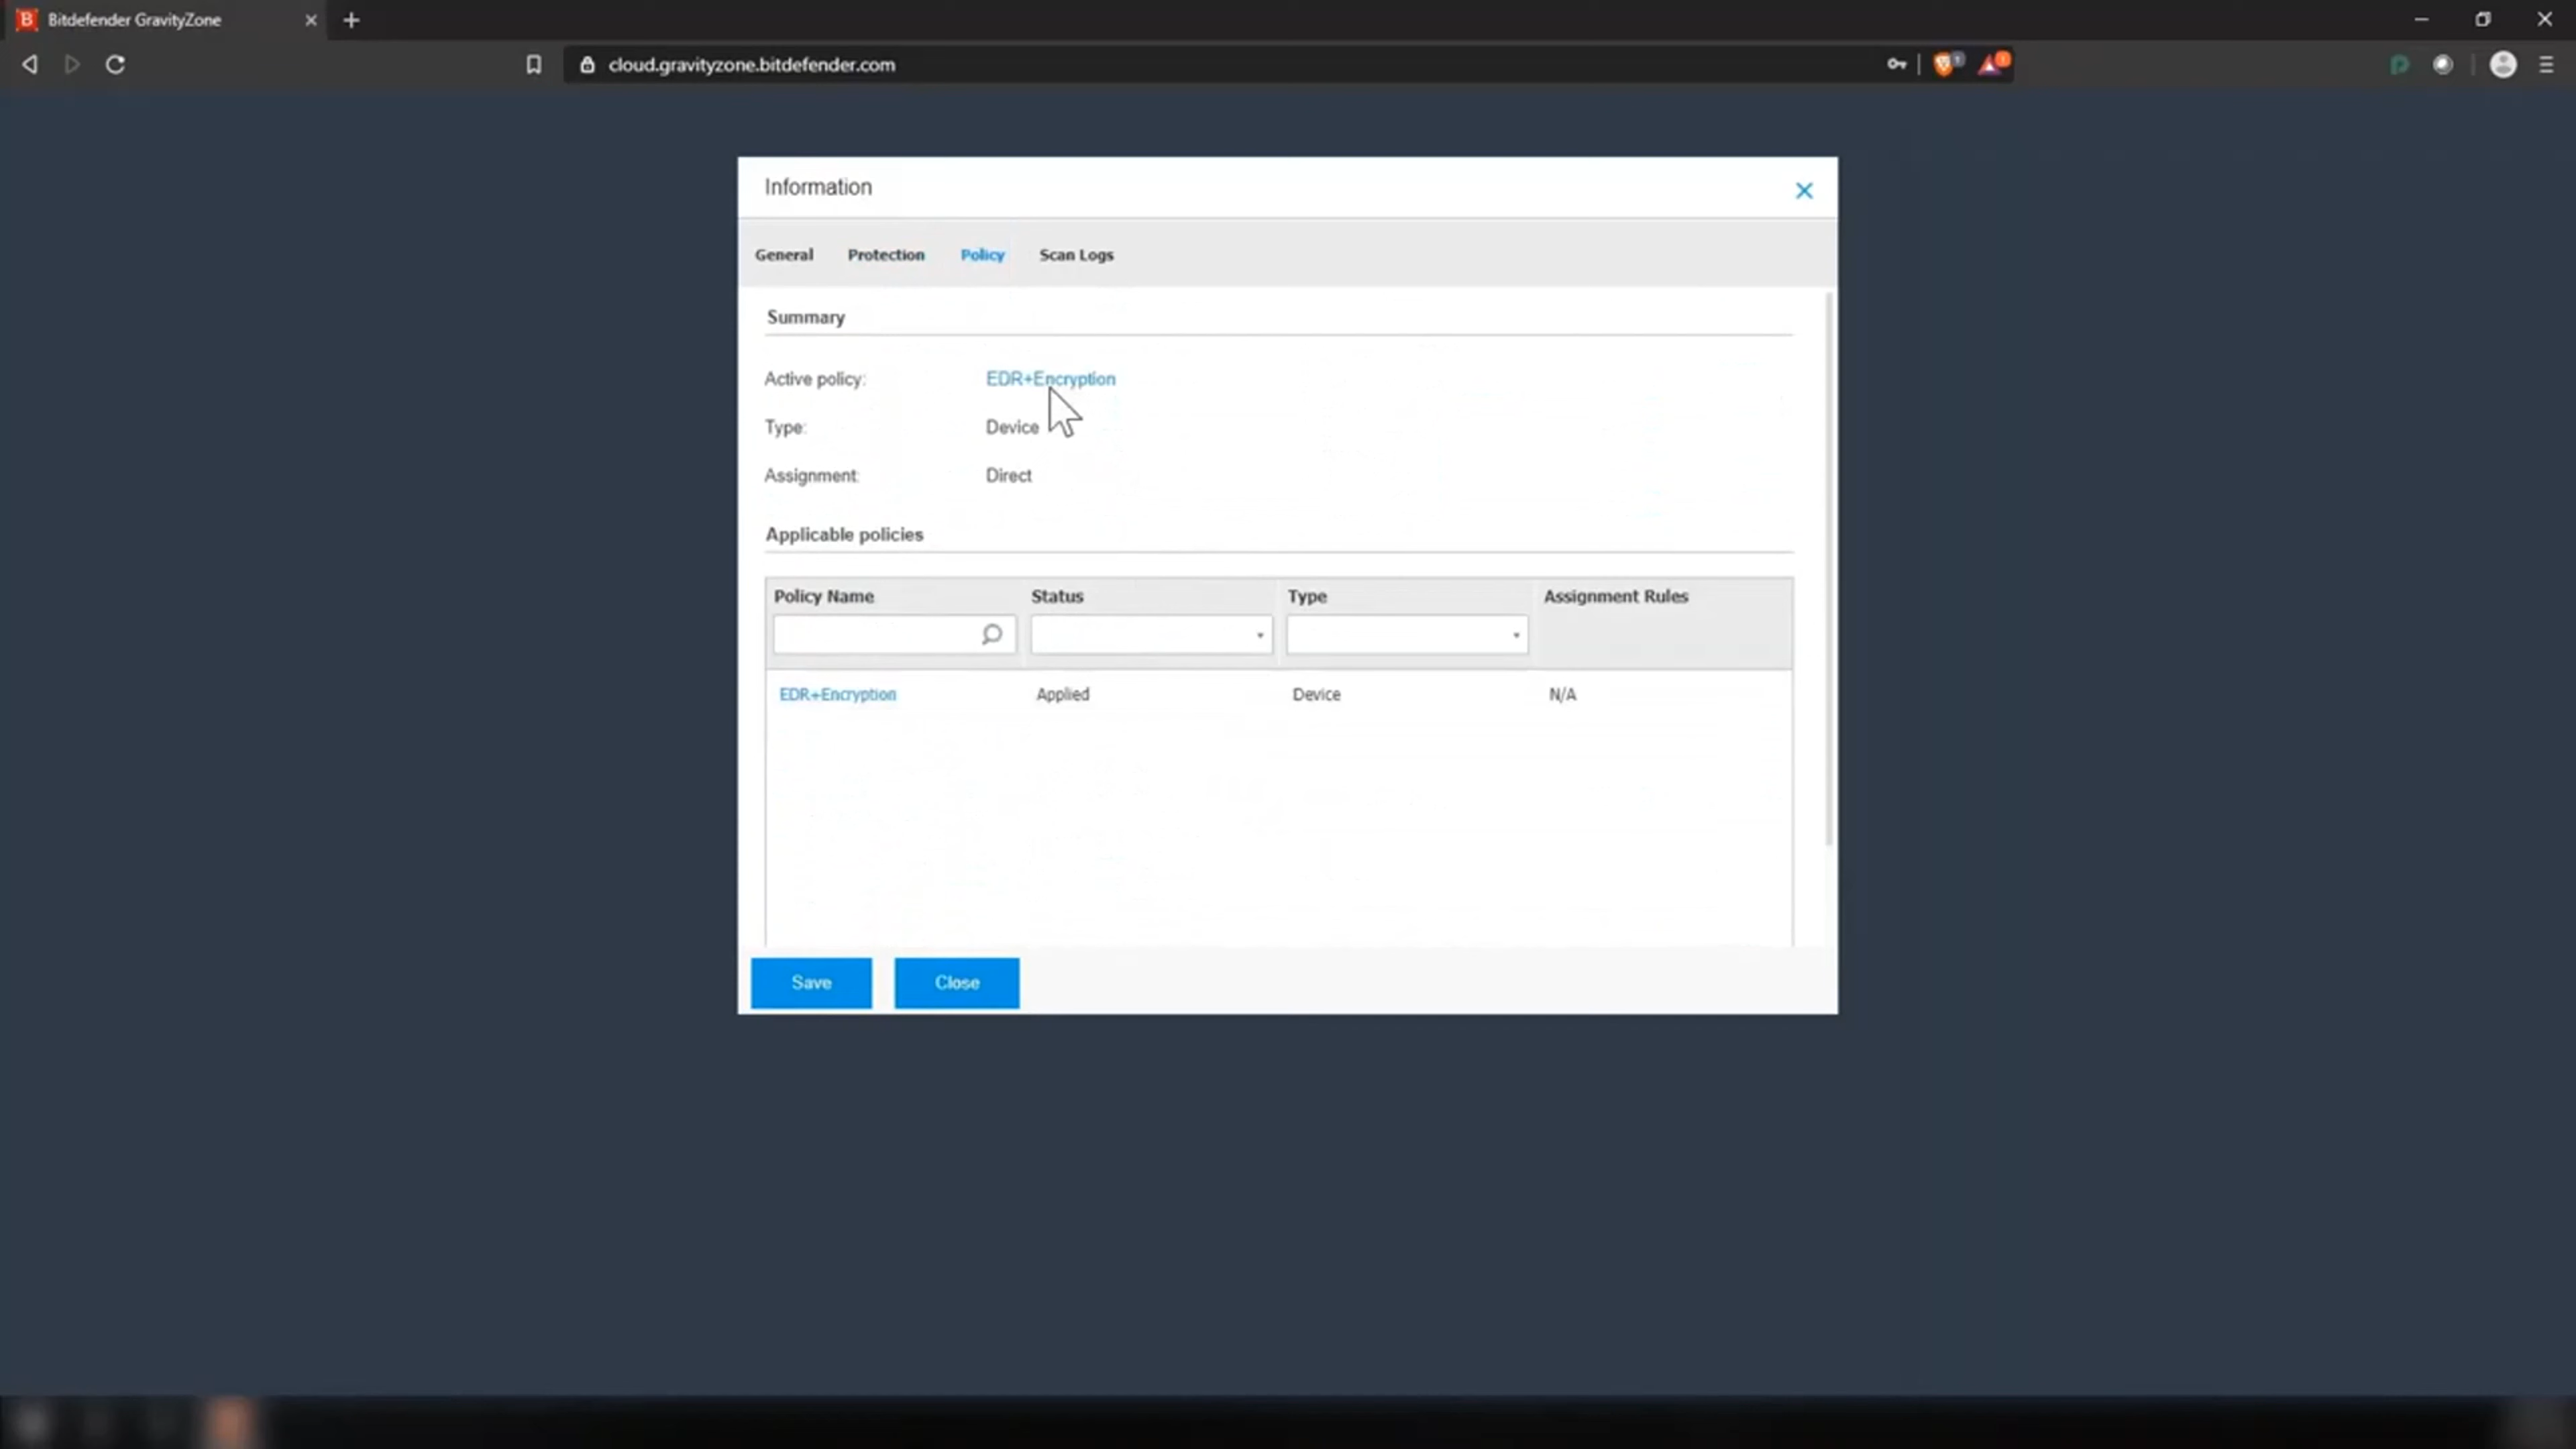 Bitdefender GravityZone
cloud.gravityzone.bitdefender.com
Information
General Protection Policy Scan Logs
Summary
Active policy: EDR+Encryption
Type: Device
Assignment: Direct
Applicable policies
Policy Name Status Type Assignment Rules
EDR+Encryption Applied Device N/A
Save Close